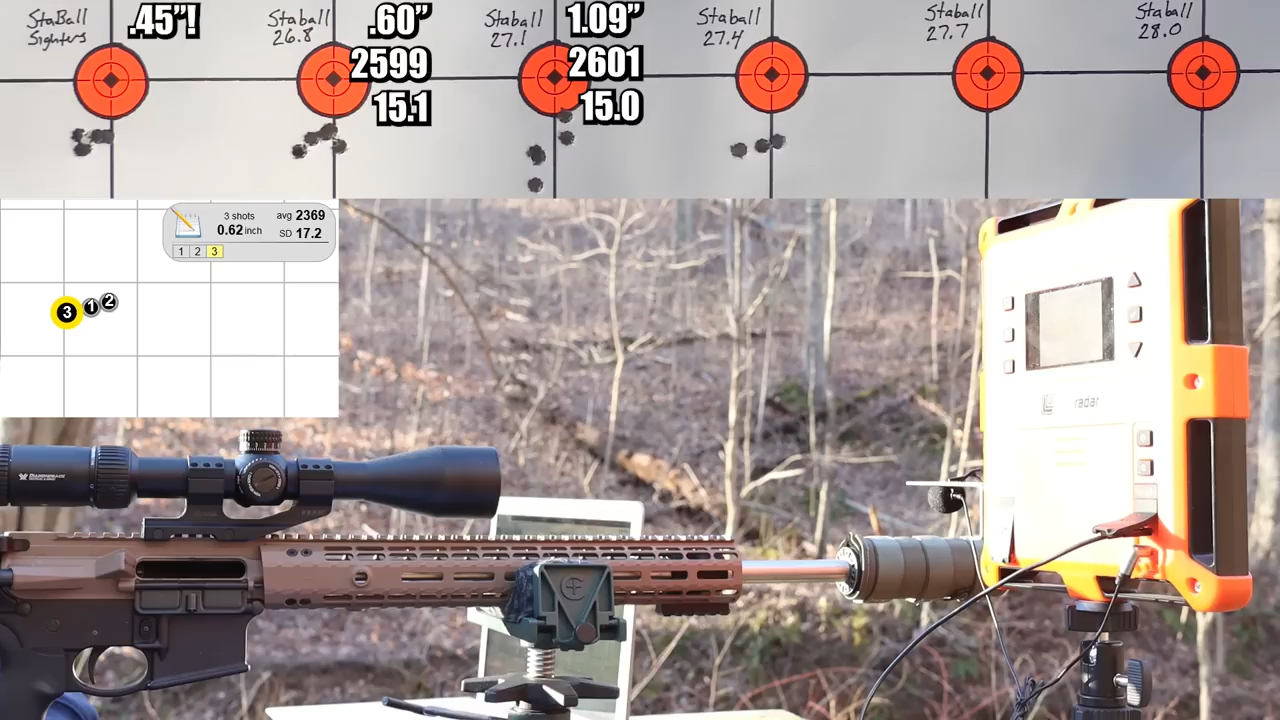 StaBall
Sighters
.45”!
Staball
26.8
.60”
2599
15.1
Staball
27.1
1.09”
2601
15.0
Staball
27.4
Staball
27.7
Staball
28.0
3 shots
0.62 inch
avg 2369
SD 17.2
1 2 3
3 1 2
DIAMONDBACK
radar